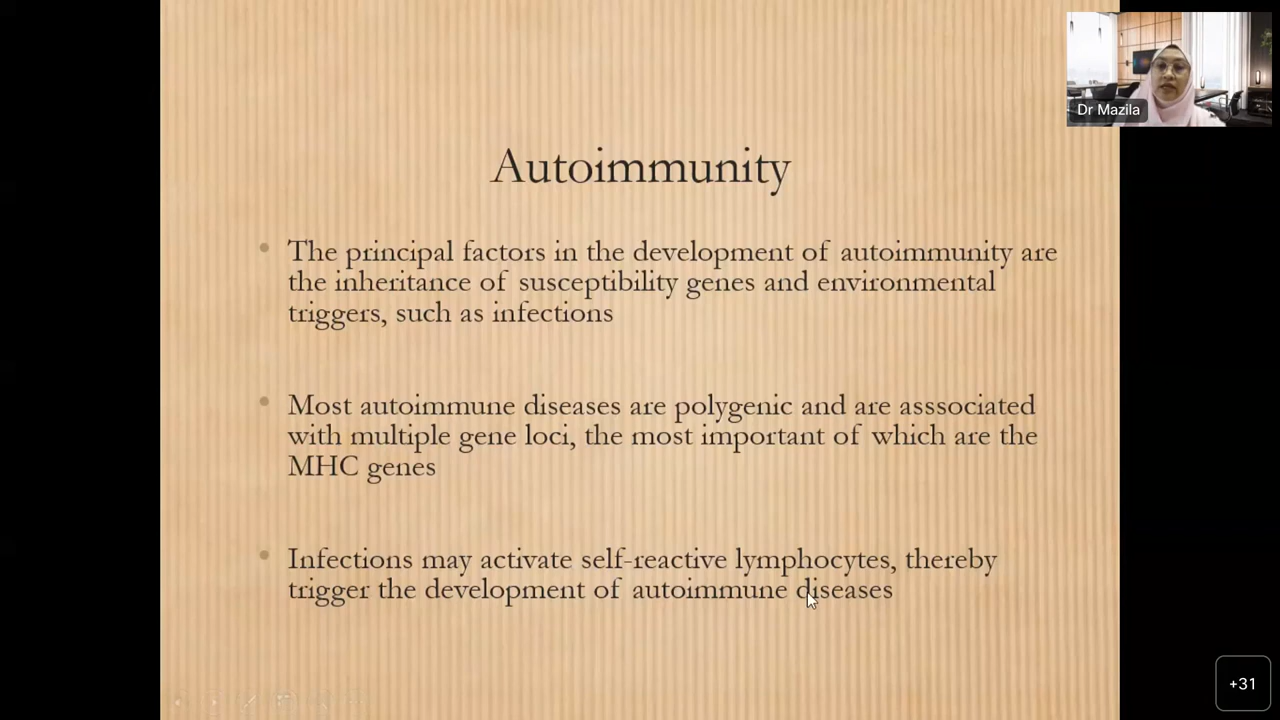 Dr Mazila
Autoimmunity
• The principal factors in the development of autoimmunity are
the inheritance of susceptibility genes and environmental
triggers, such as infections
• Most autoimmune diseases are polygenic and are asssociated
with multiple gene loci, the most important of which are the
MHC genes
• Infections may activate self-reactive lymphocytes, thereby
trigger the development of autoimmune diseases
+31